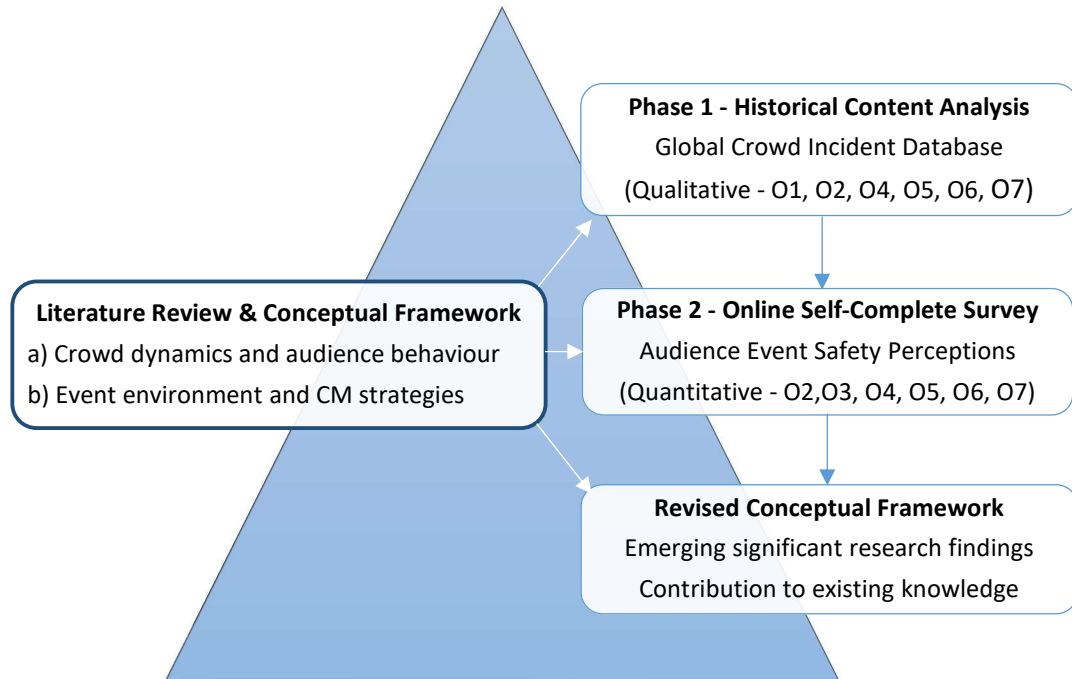 Phase 1 - Historical Content Analysis
Global Crowd Incident Database
(Qualitative - O1, O2, O4, O5, O6, O7)
Literature Review & Conceptual Framework
a) Crowd dynamics and audience behaviour
b) Event environment and CM strategies
Phase 2 - Online Self-Complete Survey
Audience Event Safety Perceptions
(Quantitative - O2,O3, O4, O5, O6, O7)
Revised Conceptual Framework
Emerging significant research findings
Contribution to existing knowledge